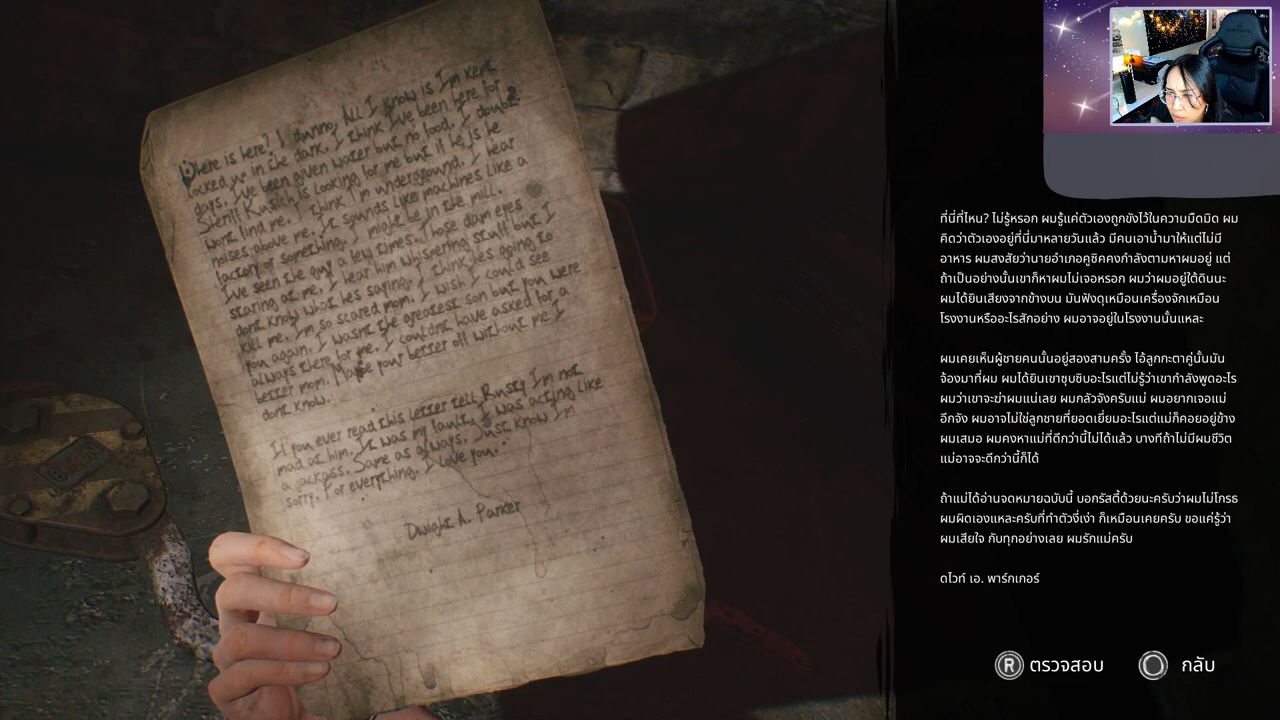 Where is here? I dunno, All I know is I'm kept
locked up in the dark. I think I've been here for
days. I've been given water but no food. I doubt
Sheriff Kusich is looking for me but if he is he
wont find me. I think I'm underground. I hear
noises above me. It sounds like machines like a
factory or something. I might be in the mill.
I've seen the guy a few times. Those damn eyes
staring at me. I hear him whispering stuff but I
dont know what hes saying. I think hes going to
kill me. I'm so scared mom. I wish I could see
you again. I wasnt the greatest son but you were
always there for me. I couldnt have asked for a
better mom. Maybe your better off without me I
dont know.
If you ever read this letter tell Rusty I'm not
mad at him. It was my fault. I was acting like
a jackass. Same as always. Just know I'm
sorry. For everything. I love you.
Dwight A. Parker
ที่นี่ที่ไหน? ไม่รู้หรอก ผมรู้แค่ตัวเองถูกขังไว้ในความมืดมิด ผม
คิดว่าตัวเองอยู่ที่นี่มาหลายวันแล้ว มีคนเอาน้ำมาให้แต่ไม่มี
อาหาร ผมสงสัยว่านายอำเภอคูซิคคงกำลังตามหาผมอยู่ แต่
ถ้าเป็นอย่างนั้นเขาก็หาผมไม่เจอหรอก ผมว่าผมอยู่ใต้ดินนะ
ผมได้ยินเสียงจากข้างบน มันฟังดุเหมือนเครื่องจักเหมือน
โรงงานหรืออะไรสักอย่าง ผมอาจอยู่ในโรงงานนั้นแหละ
ผมเคยเห็นผู้ชายคนนั้นอยู่สองสามครั้ง ไอ้ลูกกะตาคู่นั้นมัน
จ้องมาที่ผม ผมได้ยินเขาซุบซิบอะไรแต่ไม่รู้ว่าเขากำลังพูดอะไร
ผมว่าเขาจะฆ่าผมแน่เลย ผมกลัวจังครับแม่ ผมอยากเจอแม่
อีกจัง ผมอาจไม่ใช่ลูกชายที่ยอดเยี่ยมอะไรแต่แม่ก็คอยอยู่ข้าง
ผมเสมอ ผมคงหาแม่ที่ดีกว่านี้ไม่ได้แล้ว บางทีถ้าไม่มีผมชีวิต
แม่อาจจะดีกว่านี้ก็ได้
ถ้าแม่ได้อ่านจดหมายฉบับนี้ บอกรัสตี้ด้วยนะครับว่าผมไม่โกรธ
ผมผิดเองแหละครับที่ทำตัวงี่เง่า ก็เหมือนเคยครับ ขอแค่รู้ว่า
ผมเสียใจ กับทุกอย่างเลย ผมรักแม่ครับ
ดไวท์ เอ. พาร์กเกอร์
R ตรวจสอบ กลับ